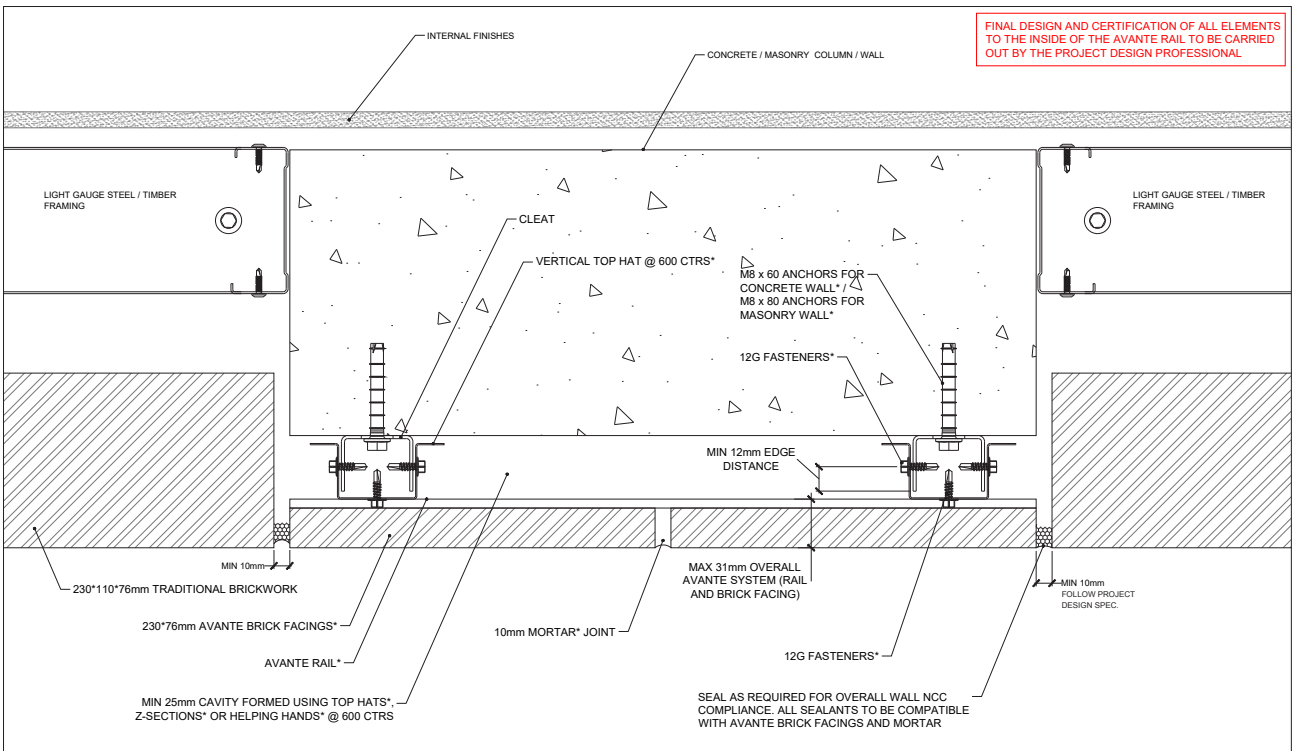 INTERNAL FINISHES
CONCRETE / MASONRY  COLUMN / WALL
FINAL DESIGN AND CERTIFICATION OF ALL ELEMENTS
TO THE INSIDE OF THE AVANTE RAIL TO BE CARRIED
OUT BY THE PROJECT DESIGN PROFESSIONAL
LIGHT GAUGE STEEL / TIMBER
FRAMING
LIGHT GAUGE STEEL / TIMBER
FRAMING
CLEAT
VERTICAL TOP HAT @ 600 CTRS*
M8 x 60 ANCHORS FOR
CONCRETE WALL* /
M8 x 80 ANCHORS FOR
MASONRY WALL*
12G FASTENERS*
MIN 12mm EDGE
DISTANCE
MIN 10mm
230*110*76mm TRADITIONAL BRICKWORK
230*76mm AVANTE BRICK FACINGS*
AVANTE RAIL*
MIN 25mm CAVITY FORMED USING TOP HATS*,
Z-SECTIONS* OR HELPING HANDS* @ 600 CTRS
10mm MORTAR* JOINT
MAX 31mm OVERALL
AVANTE SYSTEM (RAIL
AND BRICK FACING)
12G FASTENERS*
MIN 10mm
FOLLOW PROJECT
DESIGN SPEC.
SEAL AS REQUIRED FOR OVERALL WALL NCC
COMPLIANCE. ALL SEALANTS TO BE COMPATIBLE
WITH AVANTE BRICK FACINGS AND MORTAR